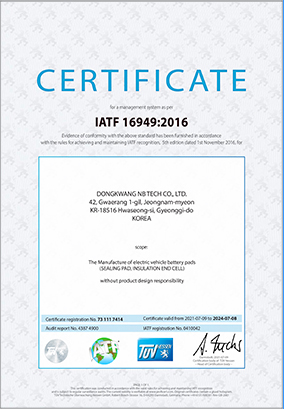 CERTIFICATE
for a management system as per
IATF 16949:2016
Evidence of conformity with the above standard has been furnished in accordance
with the rules for achieving and maintaining IATF recognition. 5th edition dated 1st November 2016, for
DONGKWANG NB TECH CO., LTD.
42, Gwaerang 1-gil, Jeongnam-myeon
KR-18516 Hwaseong-si, Gyeonggi-do
KOREA
scope:
The Manufacture of electric vehicle battery pads
(SEALING PAD, INSULATION END CELL)
without product design responsibility
Certificate registration No. 73 111 7414
Certificate valid from 2021-07-09 to 2024-07-08
Audit report No. 4387 4900
IATF registration No. 0410042
TÜV
HESSEN